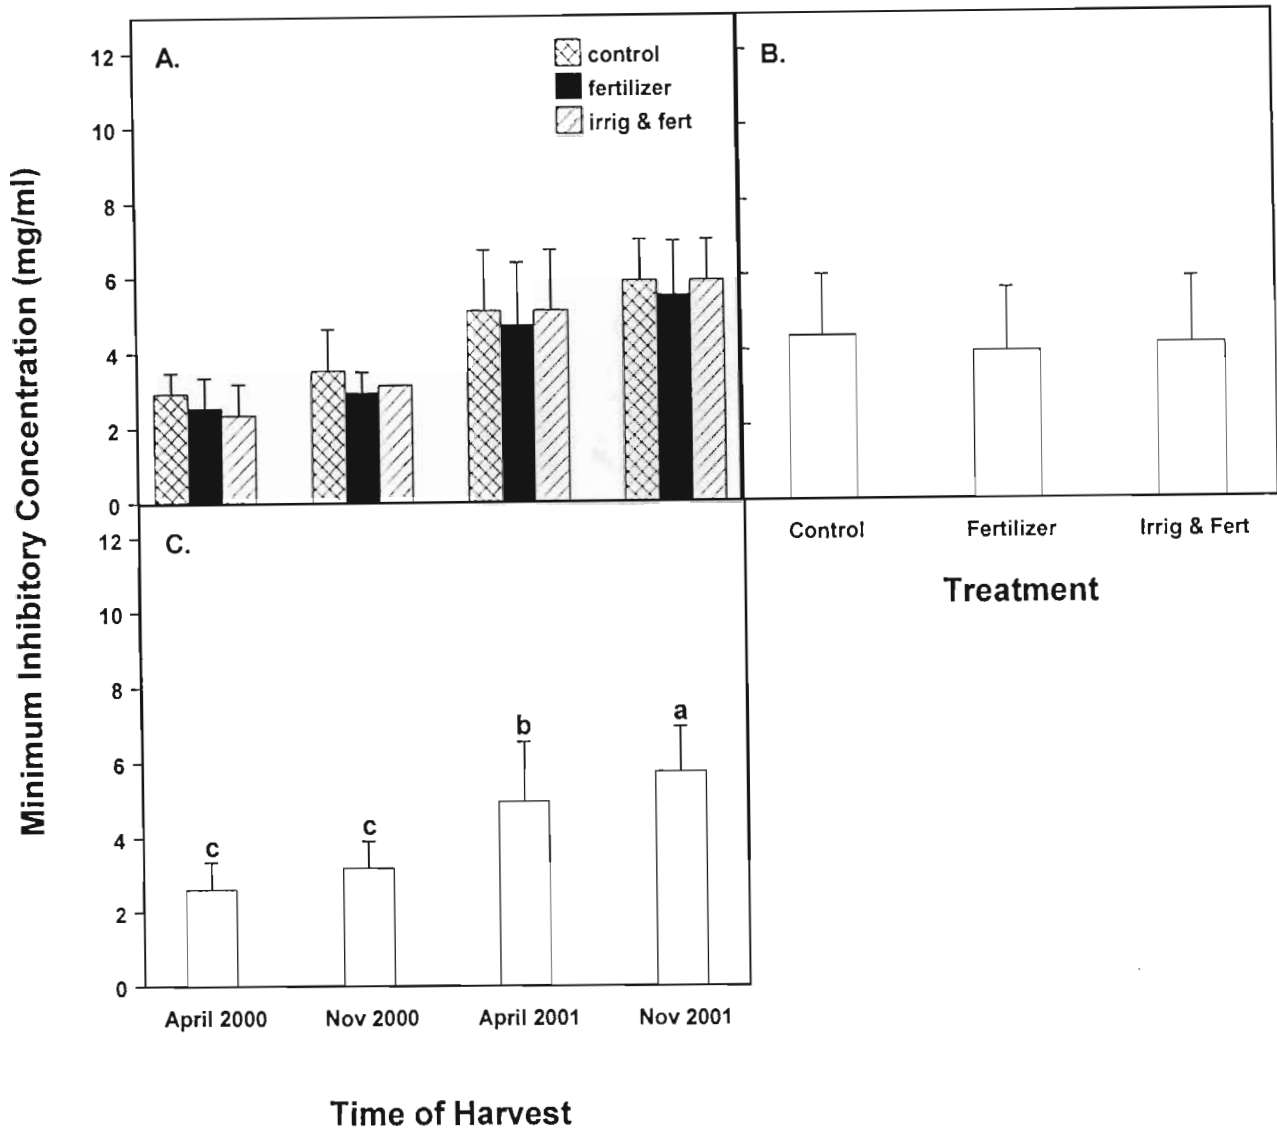 Minimum Inhibitory Concentration (mg/ml)
A.
control
fertilizer
irrig & fert
12
10
8
6
4
2
0
B.
Control Fertilizer Irrig & Fert
Treatment
C.
12
10
8
6
4
2
0
c
c
b
a
April 2000 Nov 2000 April 2001 Nov 2001
Time of Harvest